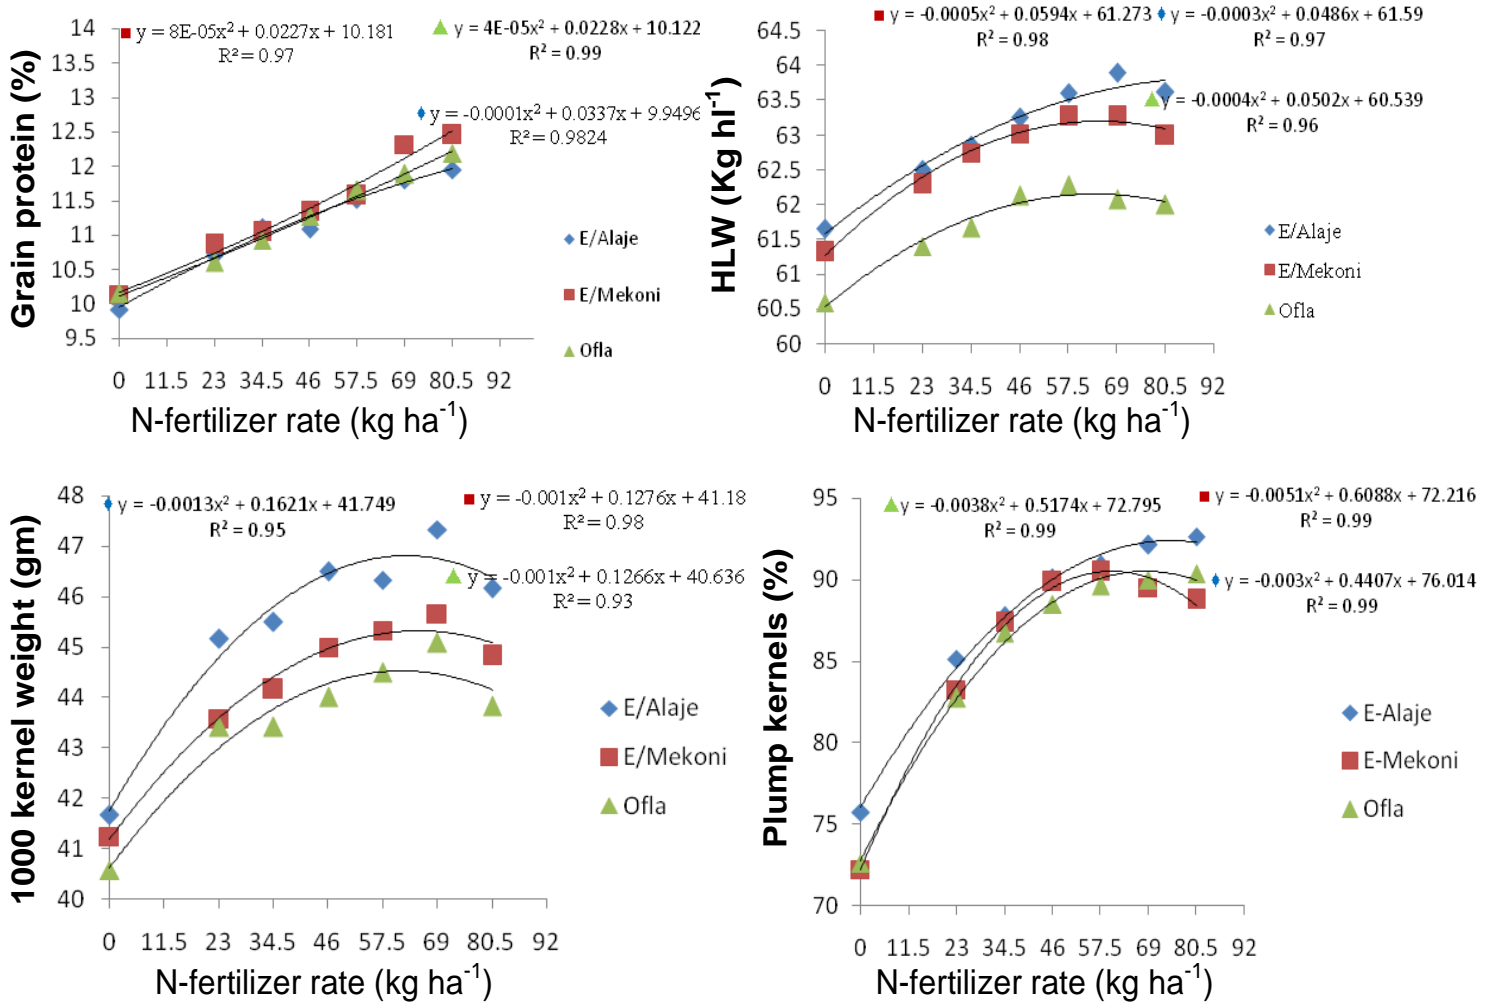 y = 8E-05x² + 0.0227x + 10.181
R² = 0.97
y = 4E-05x² + 0.0228x + 10.122
R² = 0.99
y = -0.0001x² + 0.0337x + 9.9496
R² = 0.9824
Grain protein (%)
14
13.5
13
12.5
12
11.5
11
10.5
10
9.5
0 11.5 23 34.5 46 57.5 69 80.5 92
N-fertilizer rate (kg ha⁻¹)
E/Alaje
E/Mekoni
Ofla
y = -0.0005x² + 0.0594x + 61.273
R² = 0.98
y = -0.0003x² + 0.0486x + 61.59
R² = 0.97
y = -0.0004x² + 0.0502x + 60.539
R² = 0.96
HLW (Kg hl⁻¹)
64.5
64
63.5
63
62.5
62
61.5
61
60.5
60
0 11.5 23 34.5 46 57.5 69 80.5 92
N-fertilizer rate (kg ha⁻¹)
E/Alaje
E/Mekoni
Ofla
y = -0.0013x² + 0.1621x + 41.749
R² = 0.95
y = -0.001x² + 0.1276x + 41.18
R² = 0.98
y = -0.001x² + 0.1266x + 40.636
R² = 0.93
1000 kernel weight (gm)
48
47
46
45
44
43
42
41
40
0 11.5 23 34.5 46 57.5 69 80.5 92
N-fertilizer rate (kg ha⁻¹)
E/Alaje
E/Mekoni
Ofla
y = -0.0038x² + 0.5174x + 72.795
R² = 0.99
y = -0.0051x² + 0.6088x + 72.216
R² = 0.99
y = -0.003x² + 0.4407x + 76.014
R² = 0.99
Plump kernels (%)
95
90
85
80
75
70
0 11.5 23 34.5 46 57.5 69 80.5 92
N-fertilizer rate (kg ha⁻¹)
E-Alaje
E-Mekoni
Ofla